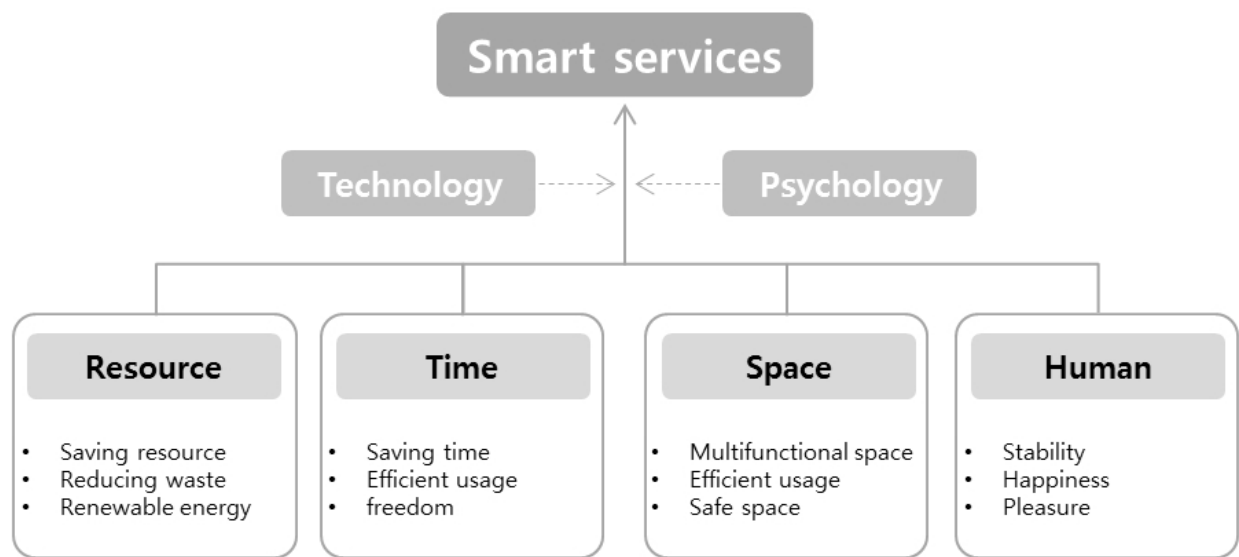 Smart services
Technology
Psychology
Resource
• Saving resource
• Reducing waste
• Renewable energy
Time
• Saving time
• Efficient usage
• freedom
Space
• Multifunctional space
• Efficient usage
• Safe space
Human
• Stability
• Happiness
• Pleasure